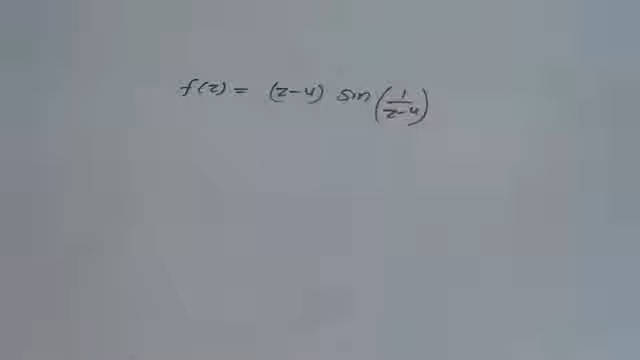 f(z) = (z-4) sin(1/(z-4))